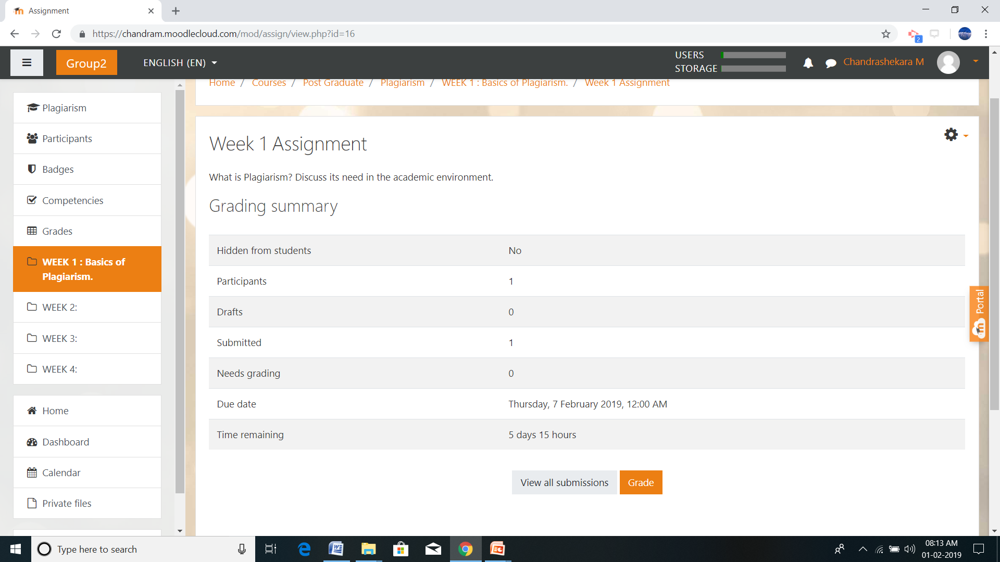 Assignment
https://chandram.moodlecloud.com/mod/assign/view.php?id=16
2
Group2
ENGLISH (EN)
USERS
STORAGE
Chandrashekara M
Home / Courses / Post Graduate / Plagiarism / WEEK 1 : Basics of Plagiarism. / Week 1 Assignment
Plagiarism
Participants
Badges
Competencies
Grades
WEEK 1 : Basics of
Plagiarism.
WEEK 2:
WEEK 3:
WEEK 4:
Home
Dashboard
Calendar
Private files
Week 1 Assignment
What is Plagiarism? Discuss its need in the academic environment.
Grading summary
Hidden from students No
Participants 1
Drafts 0
Submitted 1
Needs grading 0
Due date Thursday, 7 February 2019, 12:00 AM
Time remaining 5 days 15 hours
View all submissions Grade
Portal
Type here to search
08:13 AM
01-02-2019